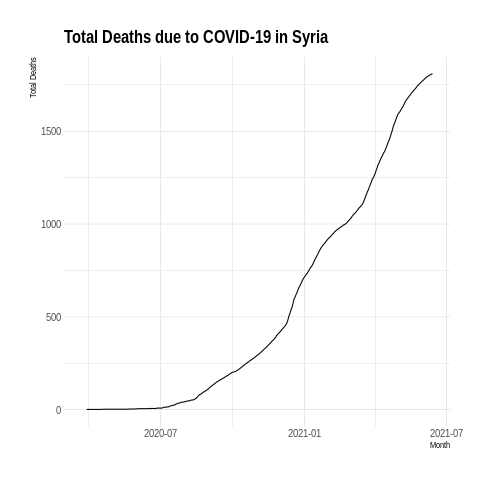 Total Deaths due to COVID-19 in Syria
Total Deaths
1500
1000
500
0
2020-07
2021-01
2021-07
Month